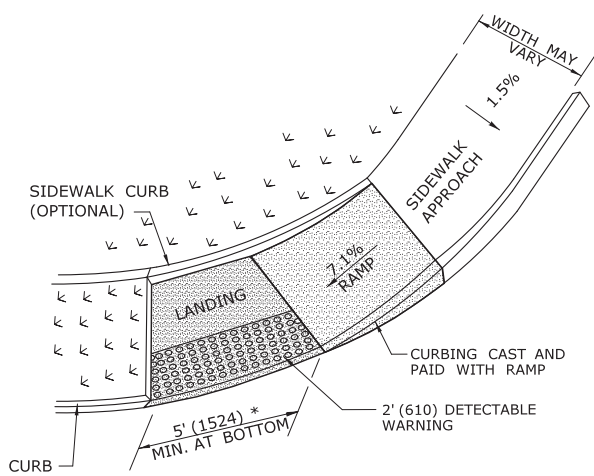 WIDTH MAY
VARY
1.5%
SIDEWALK
APPROACH
SIDEWALK CURB
(OPTIONAL)
7.1%
RAMP
LANDING
CURBING CAST AND
PAID WITH RAMP
2' (610) DETECTABLE
WARNING
5' (1524) *
MIN. AT BOTTOM
CURB